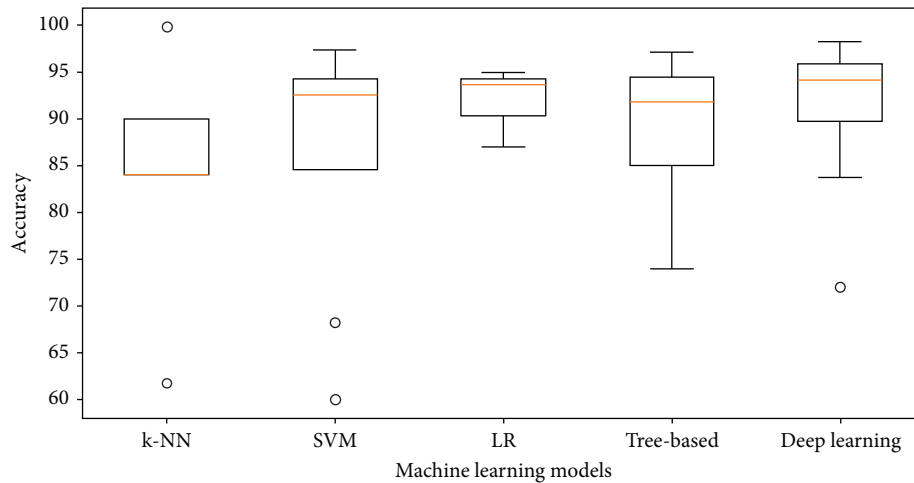 100
95
90
85
80
75
70
65
60
Accuracy
k-NN
SVM
LR
Tree-based
Deep learning
Machine learning models